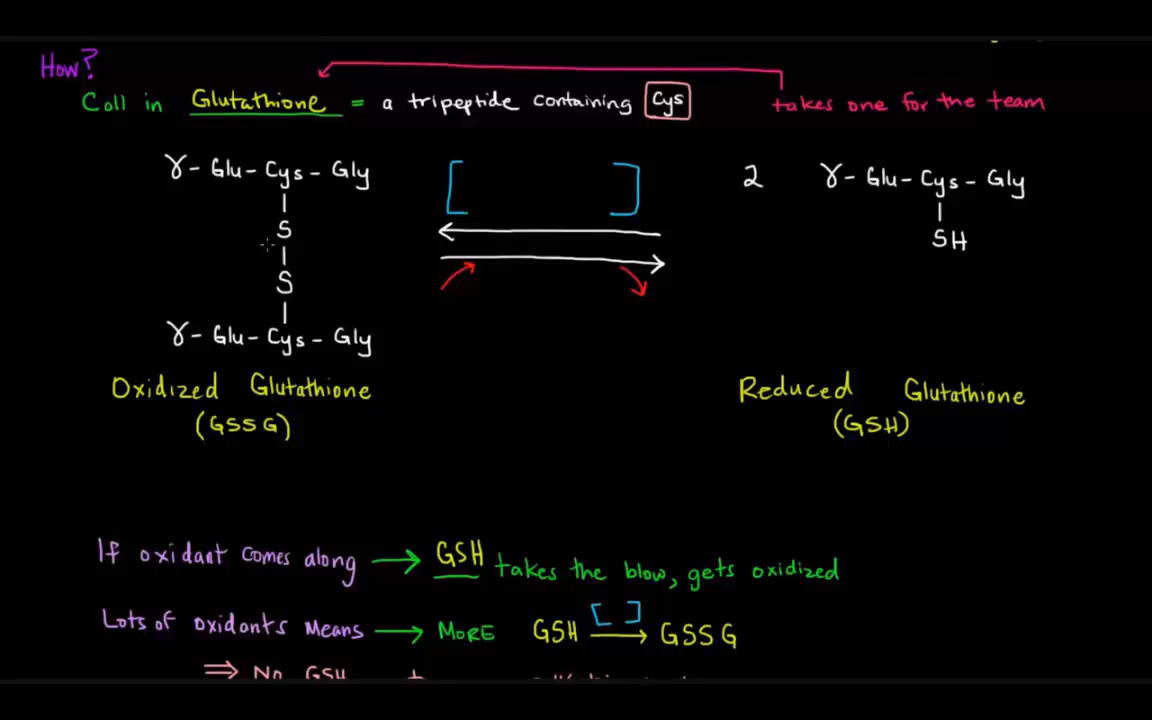 How?
Call in Glutathione = a tripeptide containing Cys takes one for the team
γ- Glu- Cys - Gly
S
S
γ- Glu- Cys - Gly
Oxidized Glutathione
(GSSG)
[ ]
2 γ- Glu- Cys - Gly
SH
Reduced Glutathione
(GSH)
If oxidant comes along → GSH takes the blow, gets oxidized
Lots of oxidants means → MORE GSH [ ] → GSSG
⇒ No GSH